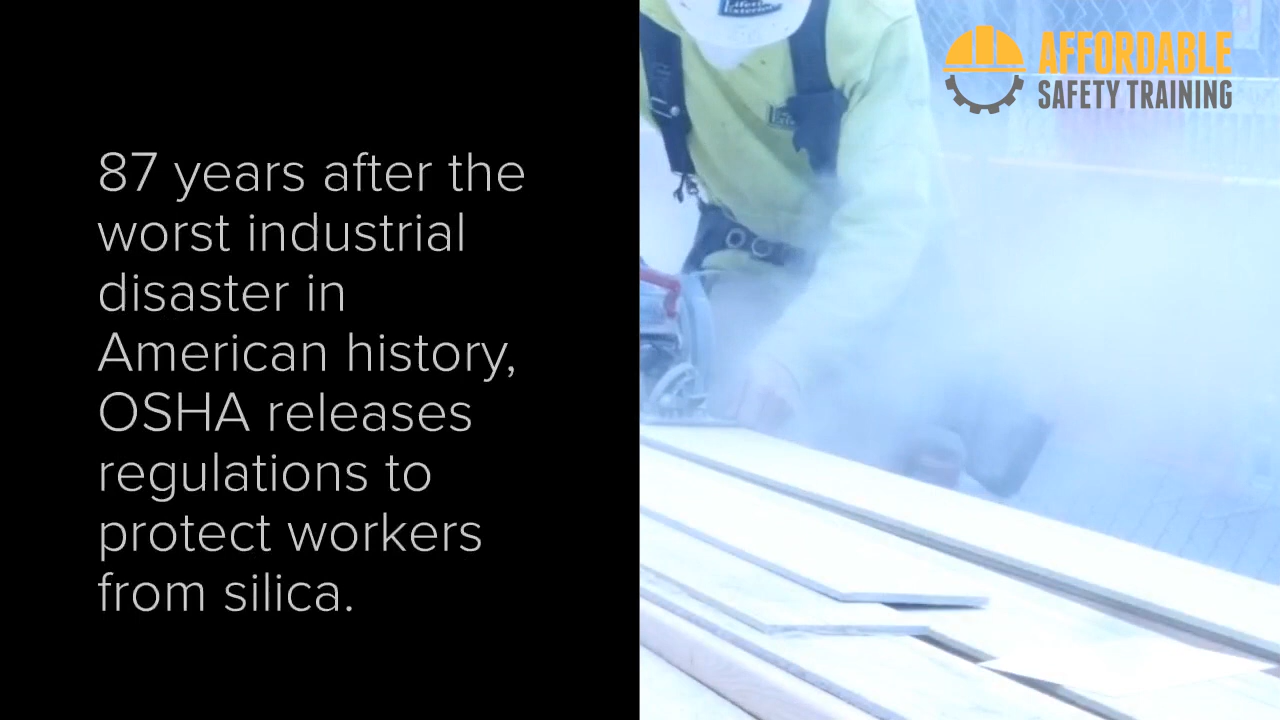 87 years after the
worst industrial
disaster in
American history,
OSHA releases
regulations to
protect workers
from silica.
AFFORDABLE
SAFETY TRAINING